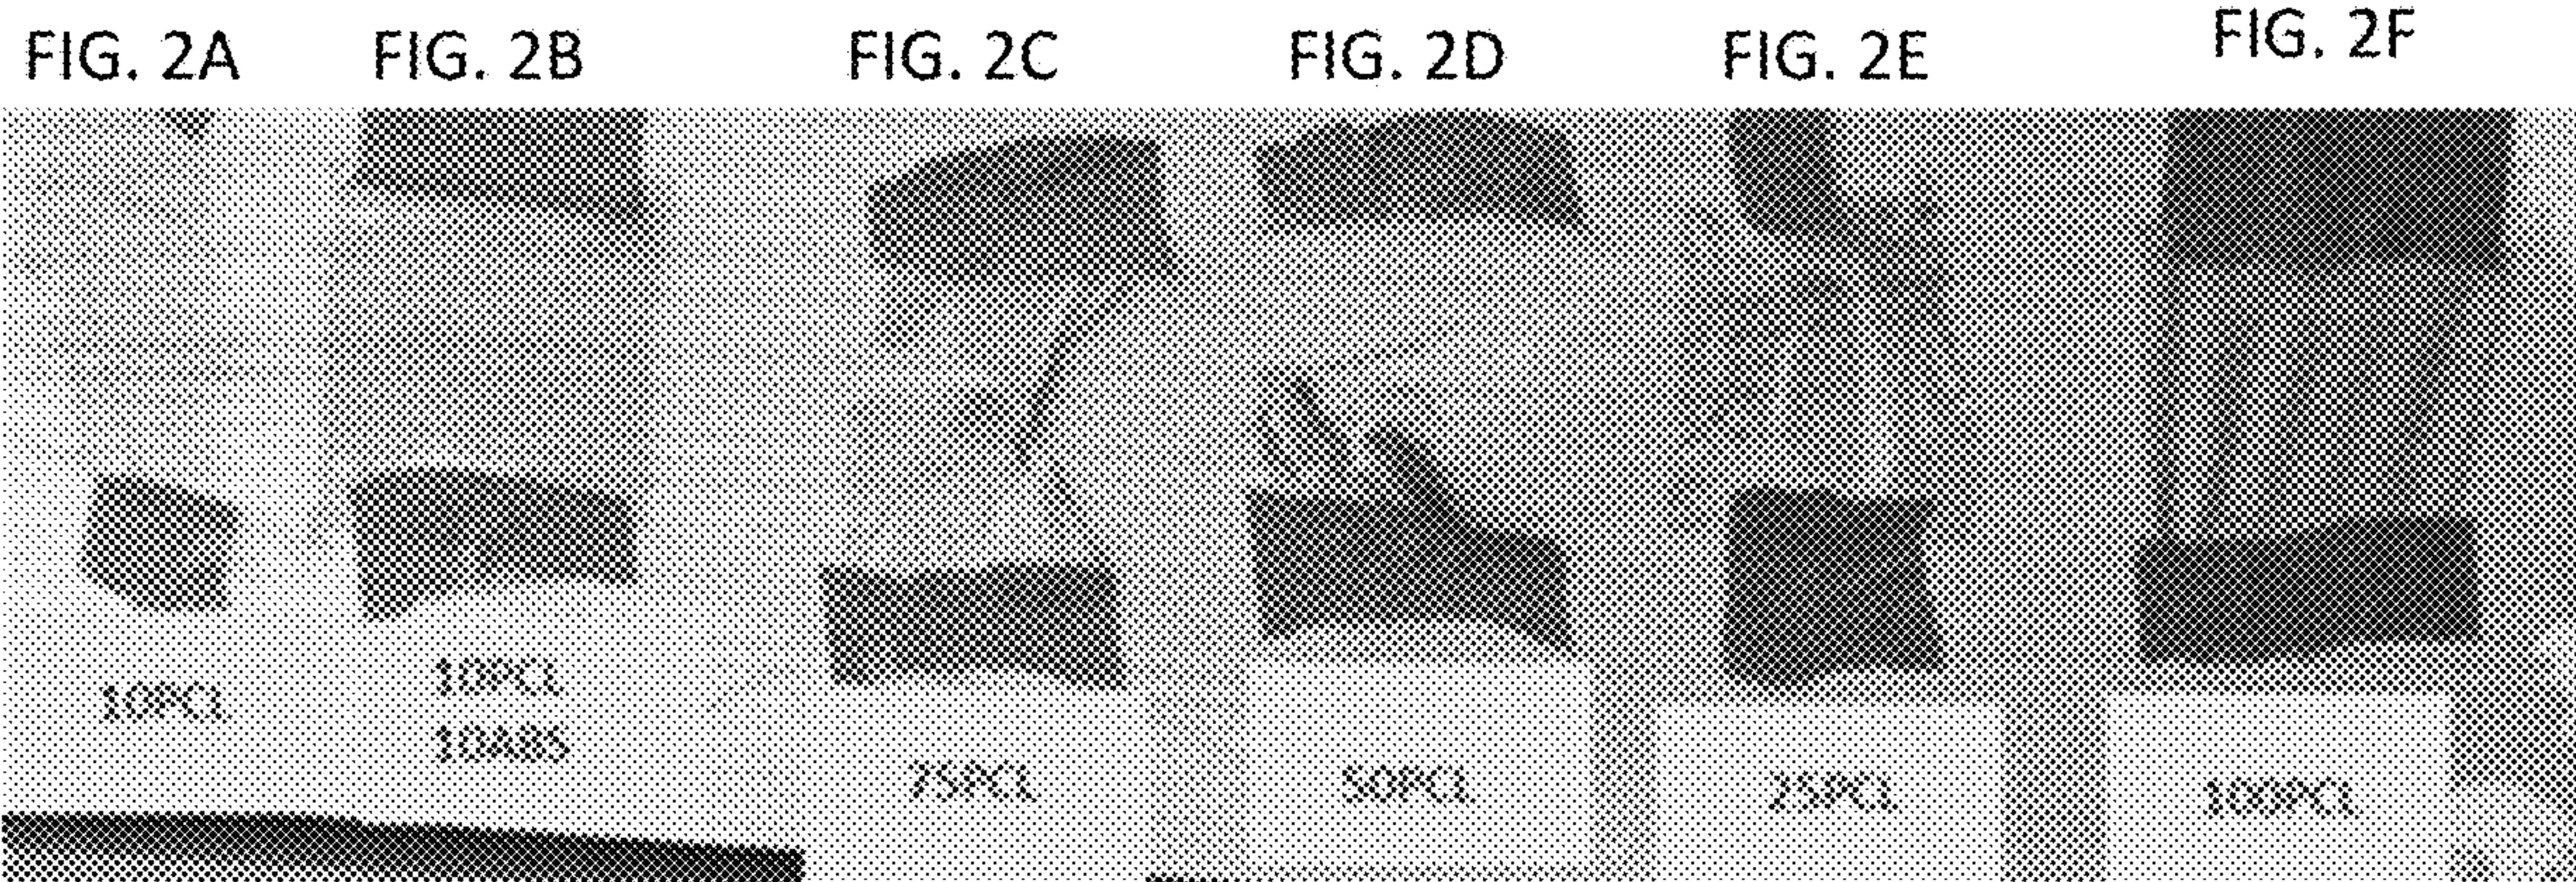 FIG. 2A
FIG. 2B
FIG. 2C
FIG. 2D
FIG. 2E
FIG. 2F
10PCL
10PCL
10ABS
75PCL
50PCL
25PCL
100PCL